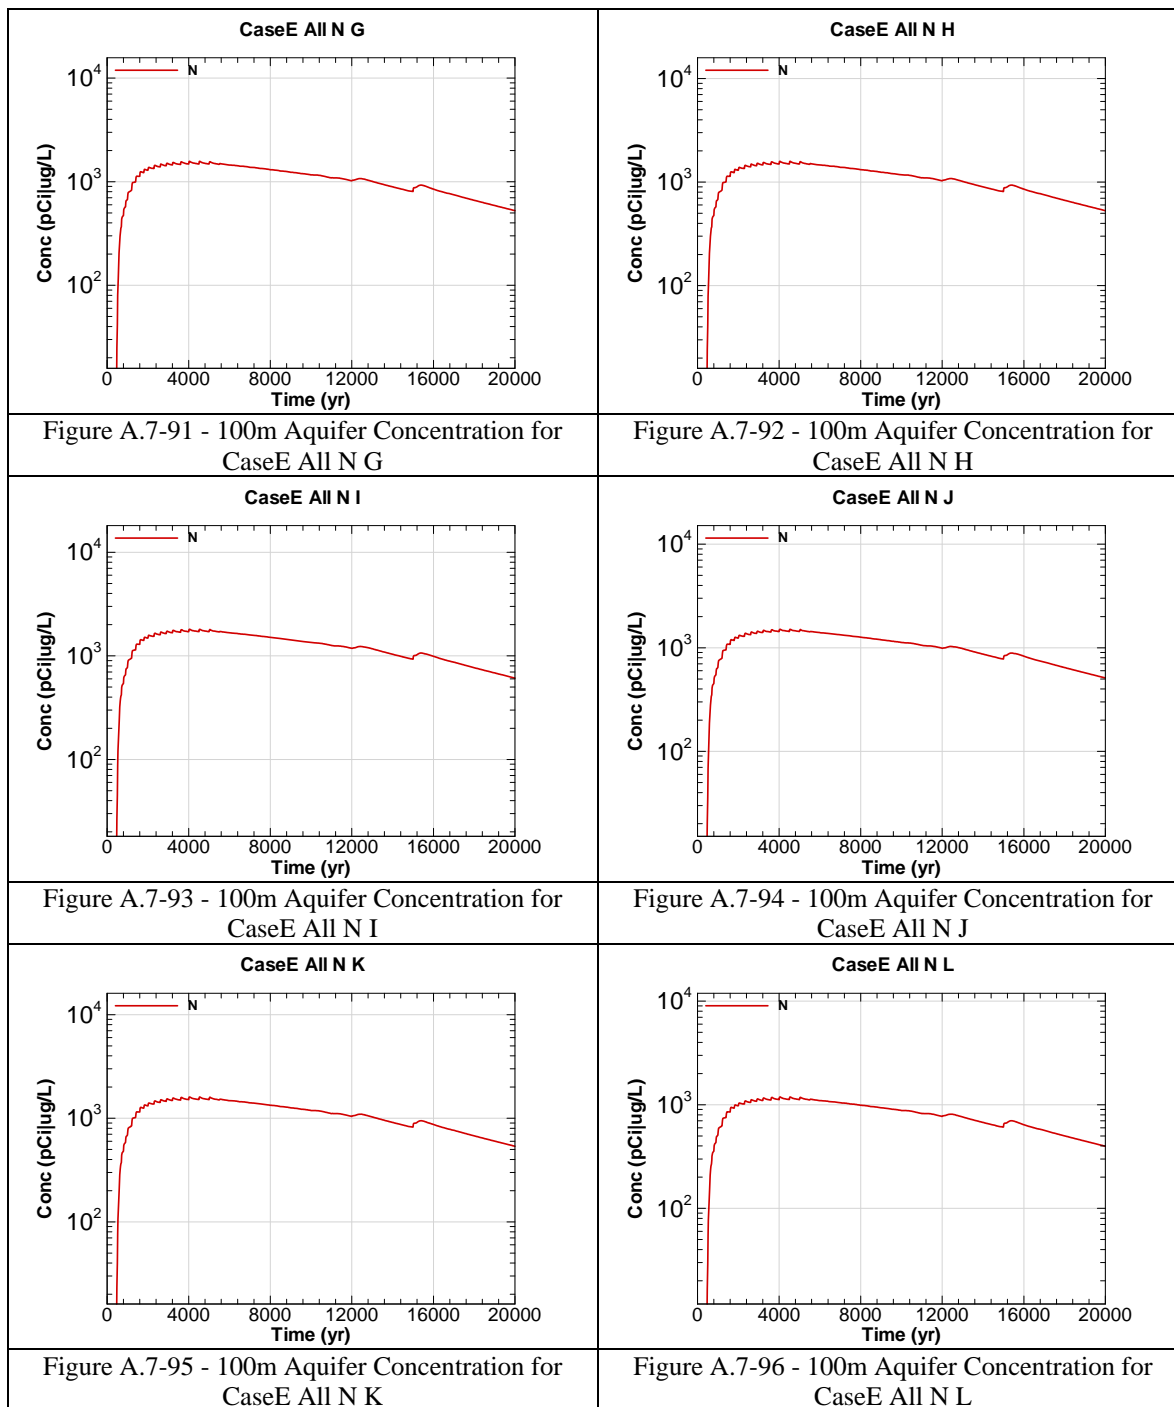 CaseE All N G
N
10^4
10^3
10^2
Conc (pCi|ug/L)
0 4000 8000 12000 16000 20000
Time (yr)
Figure A.7-91 - 100m Aquifer Concentration for
CaseE All N G
CaseE All N H
N
10^4
10^3
10^2
Conc (pCi|ug/L)
0 4000 8000 12000 16000 20000
Time (yr)
Figure A.7-92 - 100m Aquifer Concentration for
CaseE All N H
CaseE All N I
N
10^4
10^3
10^2
Conc (pCi|ug/L)
0 4000 8000 12000 16000 20000
Time (yr)
Figure A.7-93 - 100m Aquifer Concentration for
CaseE All N I
CaseE All N J
N
10^4
10^3
10^2
Conc (pCi|ug/L)
0 4000 8000 12000 16000 20000
Time (yr)
Figure A.7-94 - 100m Aquifer Concentration for
CaseE All N J
CaseE All N K
N
10^4
10^3
10^2
Conc (pCi|ug/L)
0 4000 8000 12000 16000 20000
Time (yr)
Figure A.7-95 - 100m Aquifer Concentration for
CaseE All N K
CaseE All N L
N
10^4
10^3
10^2
Conc (pCi|ug/L)
0 4000 8000 12000 16000 20000
Time (yr)
Figure A.7-96 - 100m Aquifer Concentration for
CaseE All N L